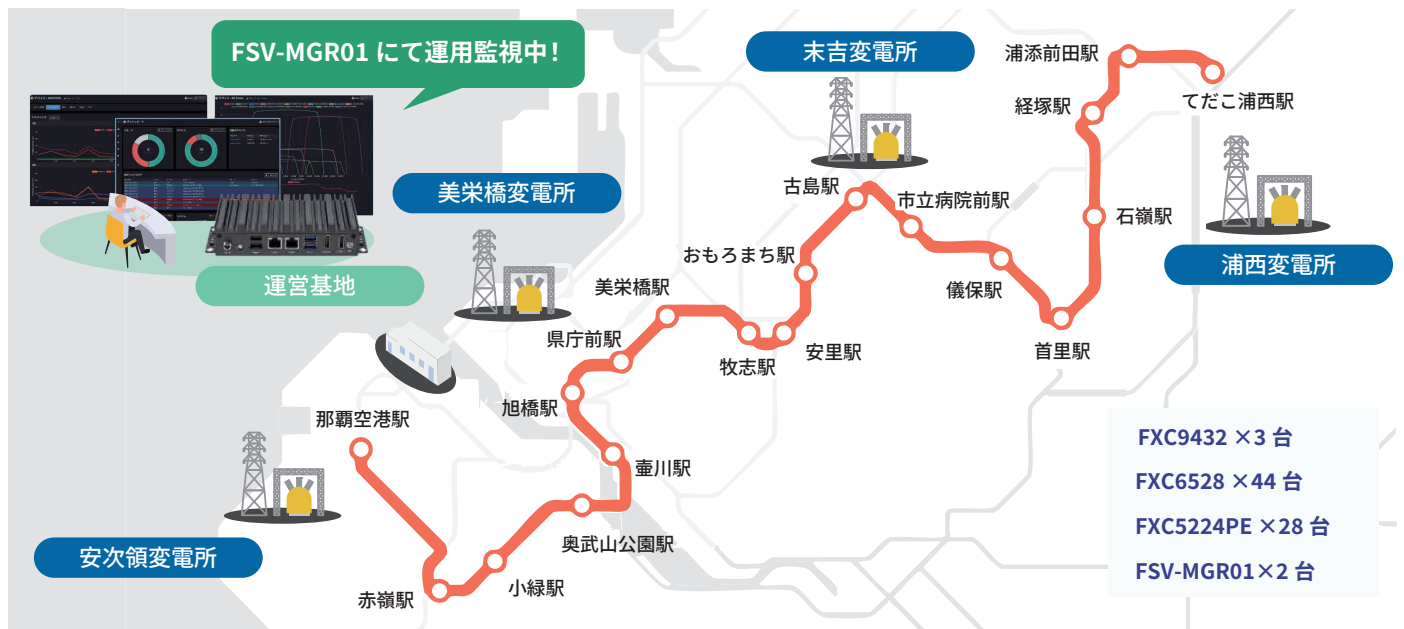 FSV-MGR01 にて運用監視中！
運営基地
末吉変電所
美栄橋変電所
浦西変電所
安次嶺変電所
浦添前田駅
てだこ浦西駅
経塚駅
石嶺駅
古島駅
市立病院前駅
おもろまち駅
儀保駅
首里駅
美栄橋駅
県庁前駅
牧志駅
安里駅
旭橋駅
那覇空港駅
壷川駅
奥武山公園駅
小緑駅
赤嶺駅
FXC9432 ×3 台
FXC6528 ×44 台
FXC5224PE ×28 台
FSV-MGR01×2 台